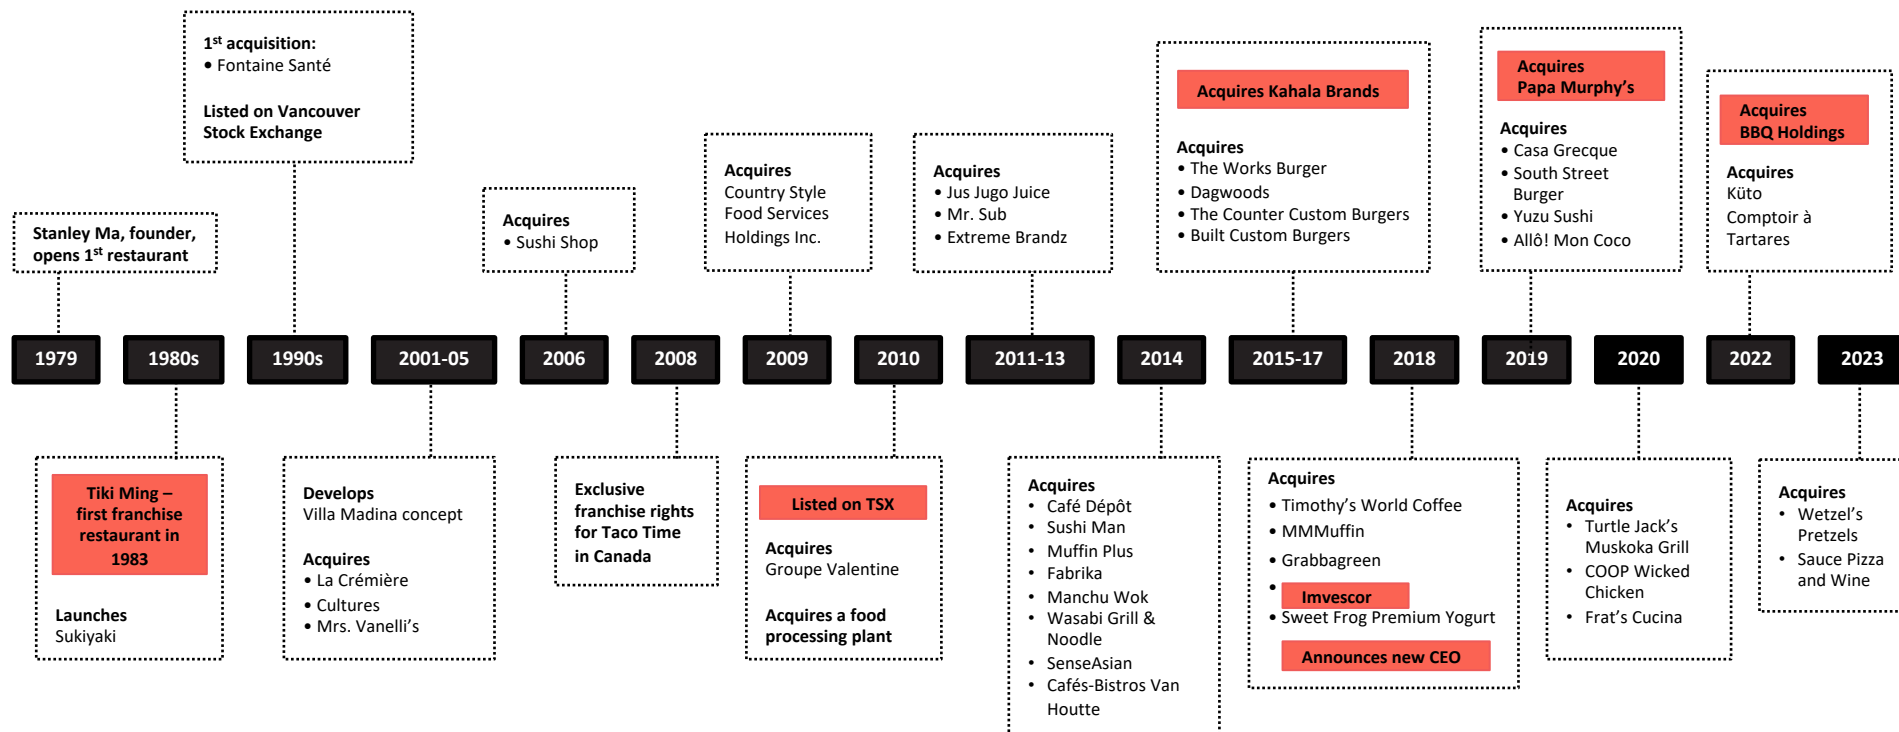 1st acquisition:
• Fontaine Santé
Listed on Vancouver
Stock Exchange
Acquires Kahala Brands
Acquires
• The Works Burger
• Dagwoods
• The Counter Custom Burgers
• Built Custom Burgers
Acquires
Papa Murphy's
Acquires
• Casa Grecque
• South Street
Burger
• Yuzu Sushi
• Allô! Mon Coco
Acquires
BBQ Holdings
Acquires
Küto
Comptoir à
Tartares
Stanley Ma, founder,
opens 1st restaurant
Acquires
• Sushi Shop
Acquires
Country Style
Food Services
Holdings Inc.
Acquires
• Jus Jugo Juice
• Mr. Sub
• Extreme Brandz
1979
1980s
1990s
2001-05
2006
2008
2009
2010
2011-13
2014
2015-17
2018
2019
2020
2022
2023
Tiki Ming –
first franchise
restaurant in
1983
Launches
Sukiyaki
Develops
Villa Madina concept
Acquires
• La Crémière
• Cultures
• Mrs. Vanelli's
Exclusive
franchise rights
for Taco Time
in Canada
Listed on TSX
Acquires
Groupe Valentine
Acquires a food
processing plant
Acquires
• Café Dépôt
• Sushi Man
• Muffin Plus
• Fabrika
• Manchu Wok
• Wasabi Grill &
Noodle
• SenseAsian
• Cafés-Bistros Van
Houtte
Acquires
• Timothy's World Coffee
• MMMuffin
• Grabbagreen
• Imvescor
• Sweet Frog Premium Yogurt
Announces new CEO
Acquires
• Turtle Jack's
Muskoka Grill
• COOP Wicked
Chicken
• Frat's Cucina
Acquires
• Wetzel's
Pretzels
• Sauce Pizza
and Wine